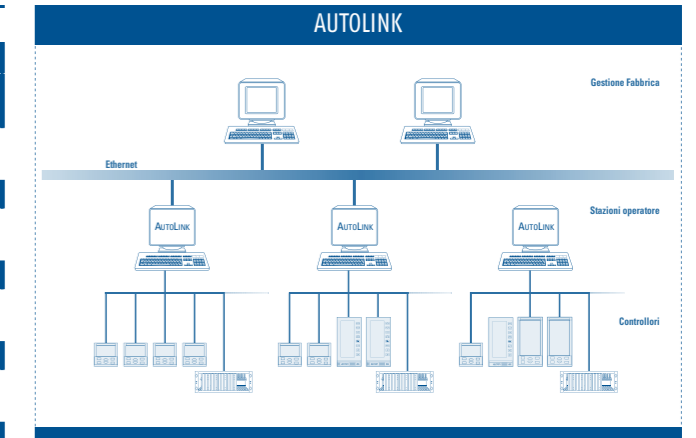 AUTOLINK
Gestione Fabbrica
Ethernet
Stazioni operatore
AUTOLINK
AUTOLINK
AUTOLINK
Controllori